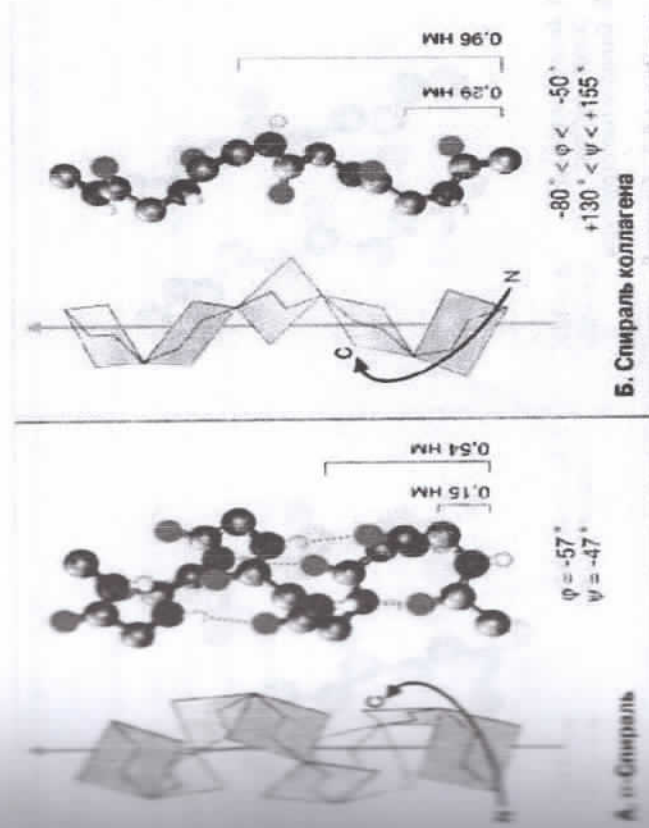 0,54 нм
0,15 нм
N
C
φ = -57°
ψ = -47°
А. α-Спираль
0,96 нм
0,29 нм
N
C
-80° < φ < -50°
+130° < ψ < +155°
Б. Спираль коллагена